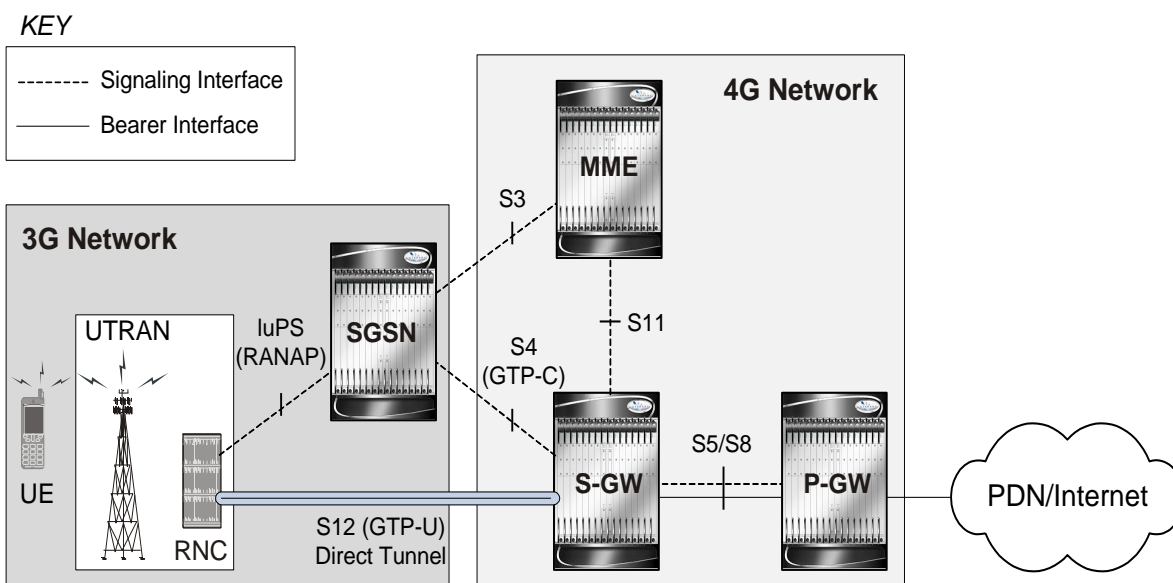 KEY
Signaling Interface
Bearer Interface
4G Network
MME
S3
3G Network
SGSN
IuPS
(RANAP)
UTRAN
S11
S4
(GTP-C)
S5/S8
S-GW
P-GW
PDN/Internet
UE
RNC
S12 (GTP-U)
Direct Tunnel